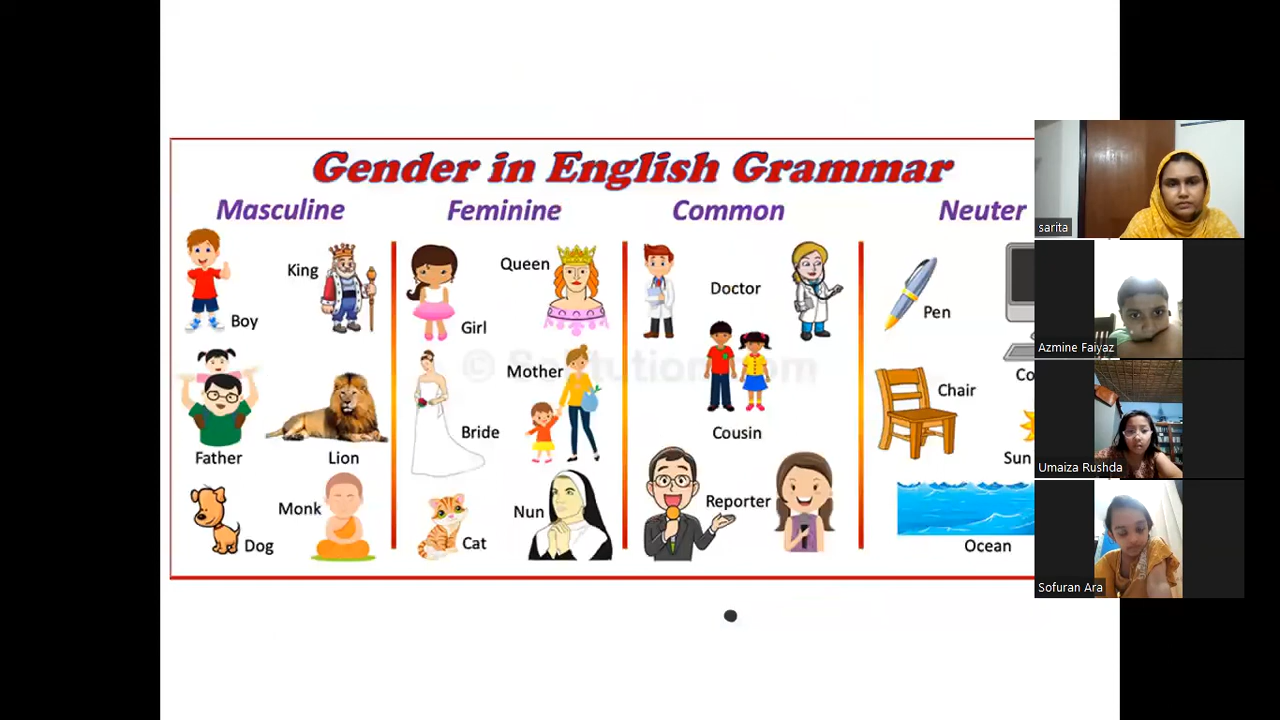 Gender in English Grammar
Masculine
Feminine
Common
Neuter
King
Boy
Father
Lion
Monk
Dog
Queen
Girl
Mother
Bride
Nun
Cat
Doctor
Cousin
Reporter
Pen
Co
Chair
Sun
Ocean
sarita
Azmine Faiyaz
Umaiza Rushda
Sofuran Ara